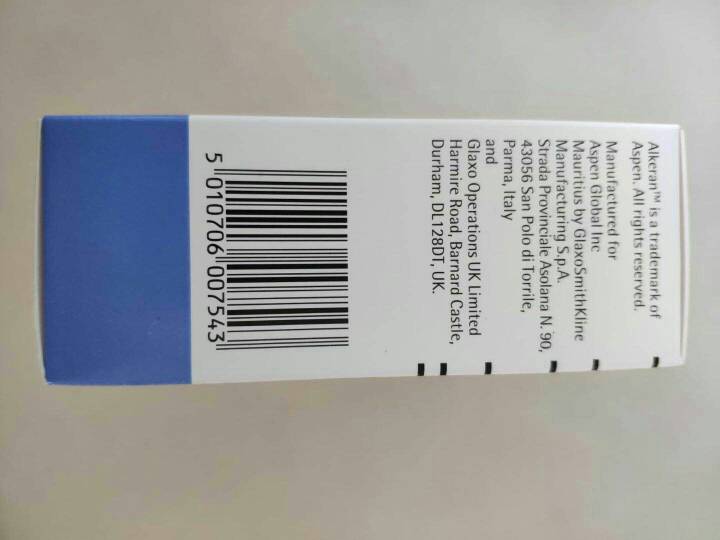 Alkeran™ is a trademark of
Aspen. All rights reserved.
Manufactured for
Aspen Global Inc
Mauritius by GlaxoSmithKline
Manufacturing S.p.A.
Strada Provinciale Asolana N. 90,
43056 San Polo di Torrile,
Parma, Italy
and
Glaxo Operations UK Limited
Harmire Road, Barnard Castle,
Durham, DL128DT, UK.
5 010706 007543